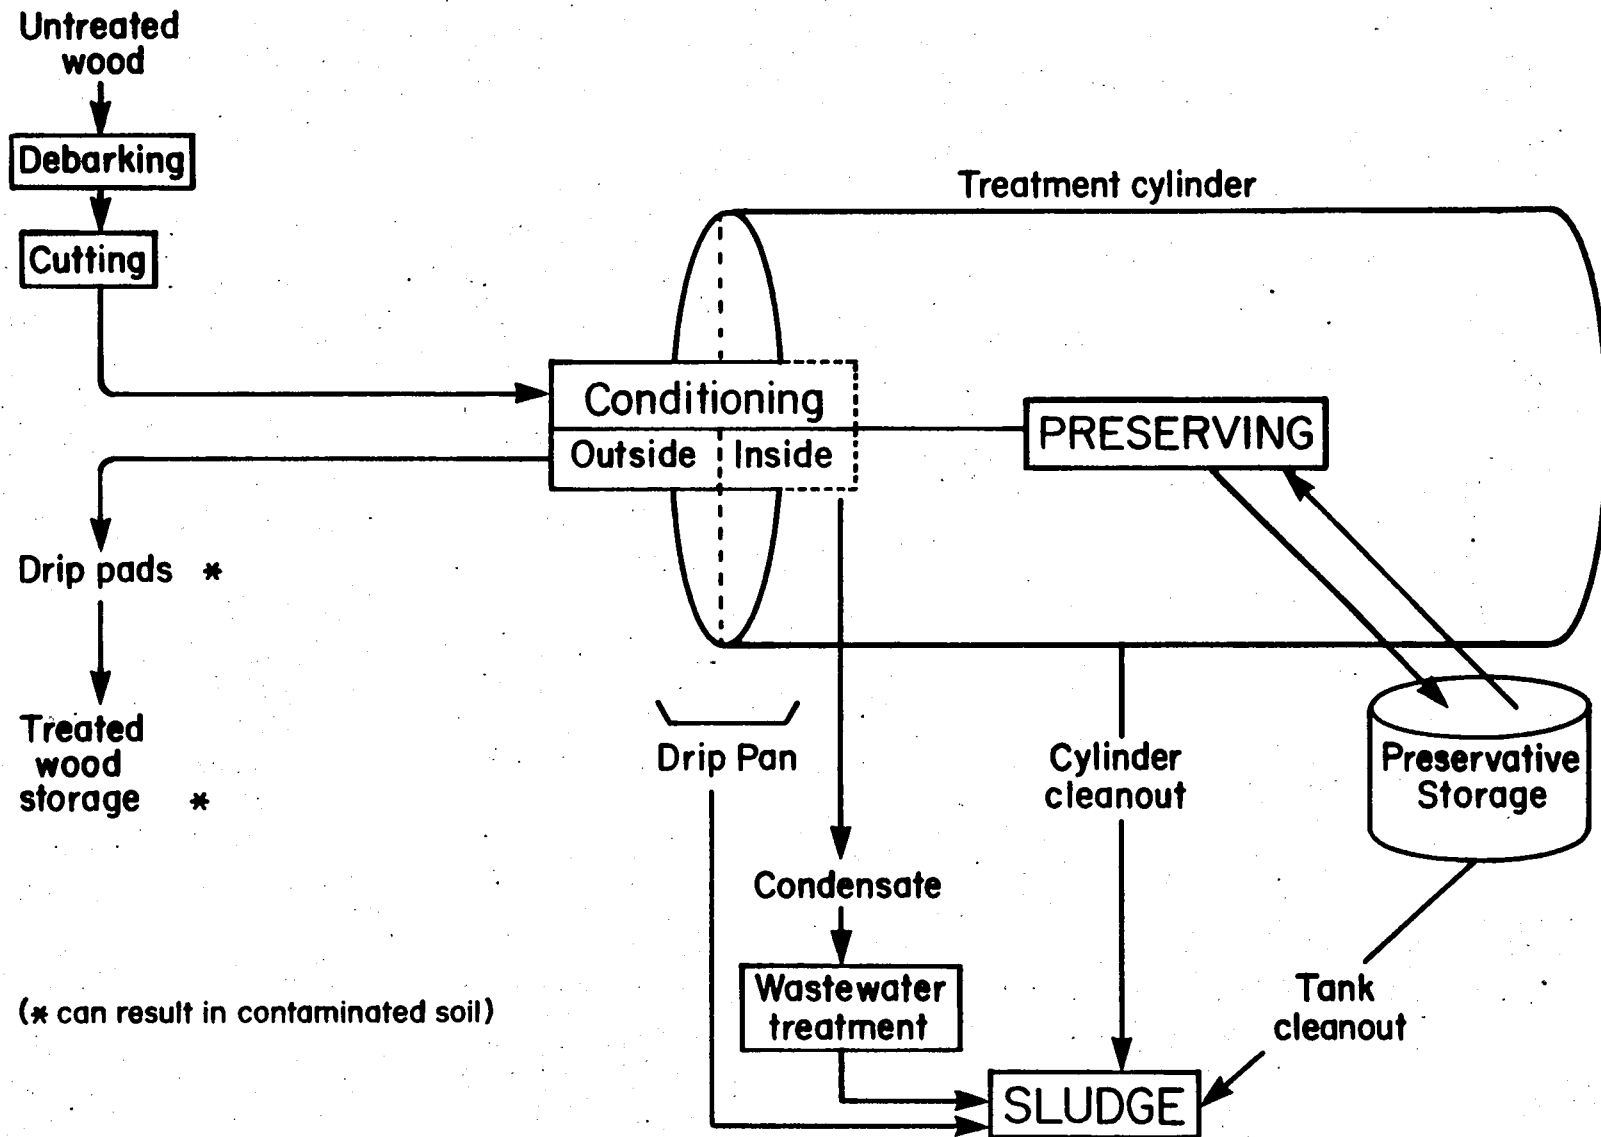 Untreated
wood
Debarking
Cutting
Treatment cylinder
Conditioning
Outside
Inside
PRESERVING
Drip pads *
Treated
wood
storage *
Drip Pan
Cylinder
cleanout
Preservative
Storage
Condensate
Wastewater
treatment
Tank
cleanout
(* can result in contaminated soil)
SLUDGE